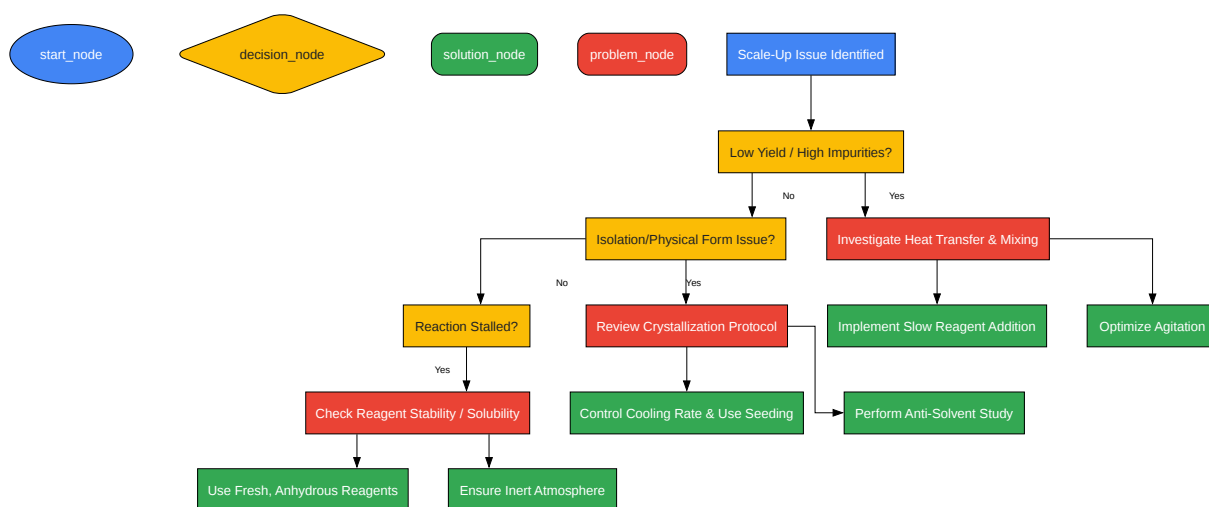 start_node
decision_node
solution_node
problem_node
Scale-Up Issue Identified
Low Yield / High Impurities?
No
Yes
Isolation/Physical Form Issue?
Investigate Heat Transfer & Mixing
No
Yes
Reaction Stalled?
Review Crystallization Protocol
Implement Slow Reagent Addition
Optimize Agitation
Yes
Check Reagent Stability / Solubility
Control Cooling Rate & Use Seeding
Perform Anti-Solvent Study
Use Fresh, Anhydrous Reagents
Ensure Inert Atmosphere